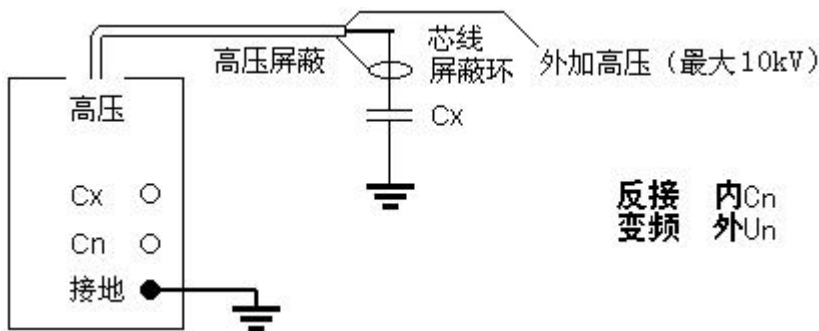 高压屏蔽
芯线
屏蔽环
外加高压（最大10kV）
高压
Cx
Cx
Cn
接地
反接 内Cn
变频 外Un